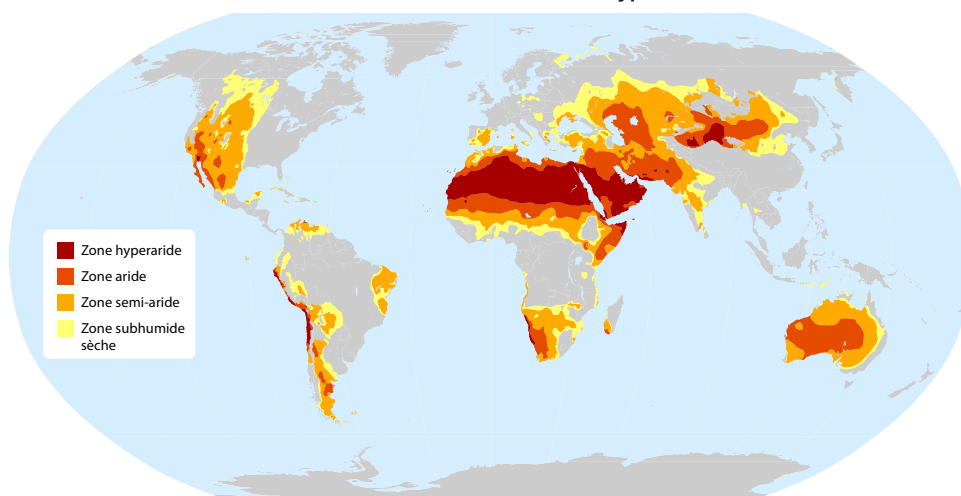 Zone hyperaride
Zone aride
Zone semi-aride
Zone subhumide
sèche